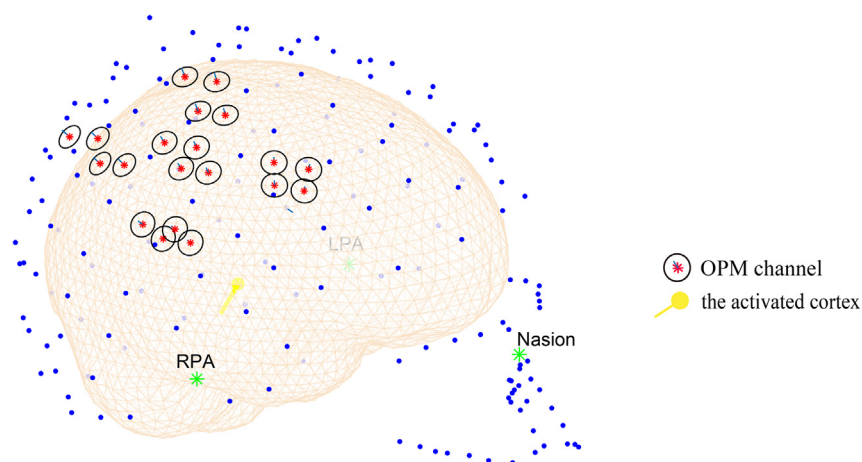 LPA
OPM channel
the activated cortex
Nasion
RPA